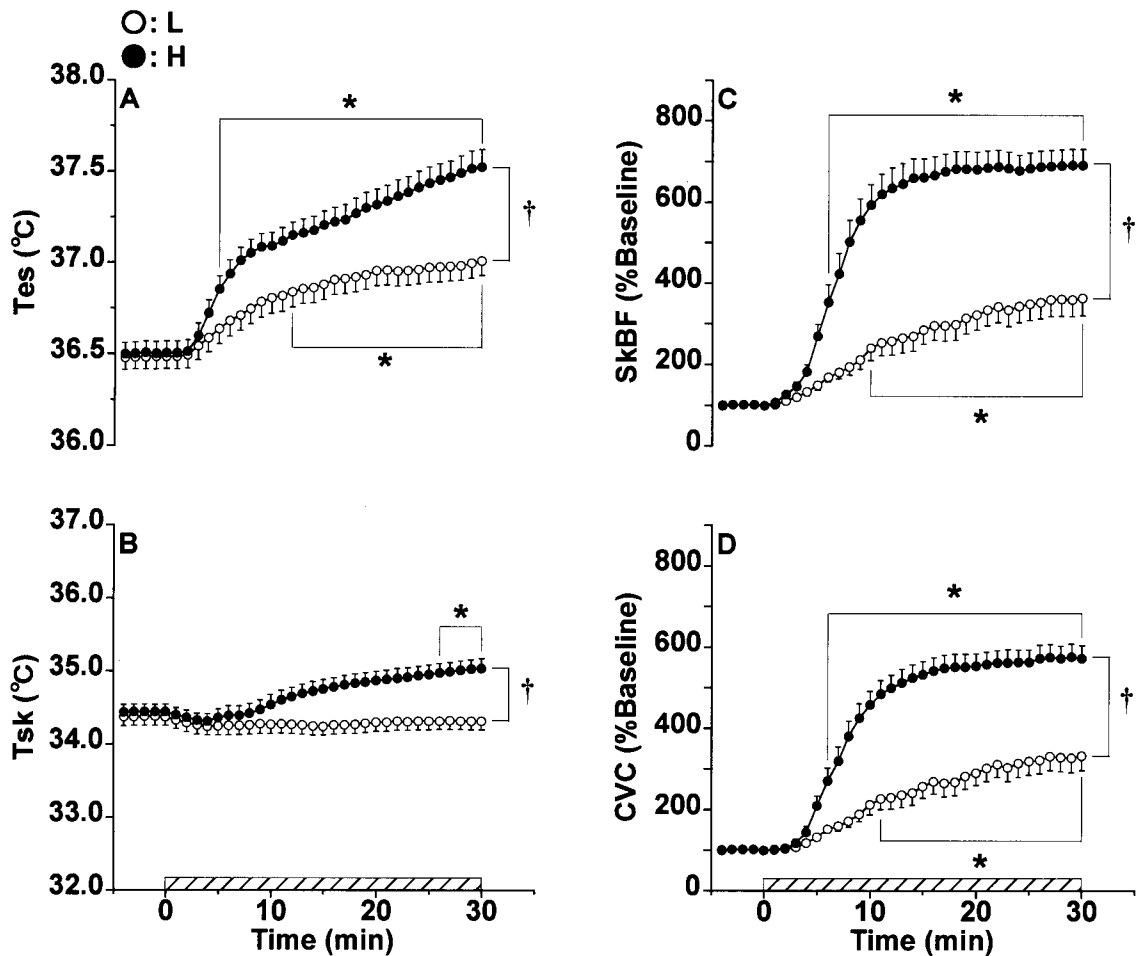 ○: L
●: H
A
38.0
37.5
37.0
36.5
36.0
Tes (°C)
*
*
†
C
800
600
400
200
0
SkBF (%Baseline)
*
*
†
B
37.0
36.0
35.0
34.0
33.0
32.0
Tsk (°C)
*
†
0 10 20 30
Time (min)
D
800
600
400
200
0
CVC (%Baseline)
*
*
†
0 10 20 30
Time (min)